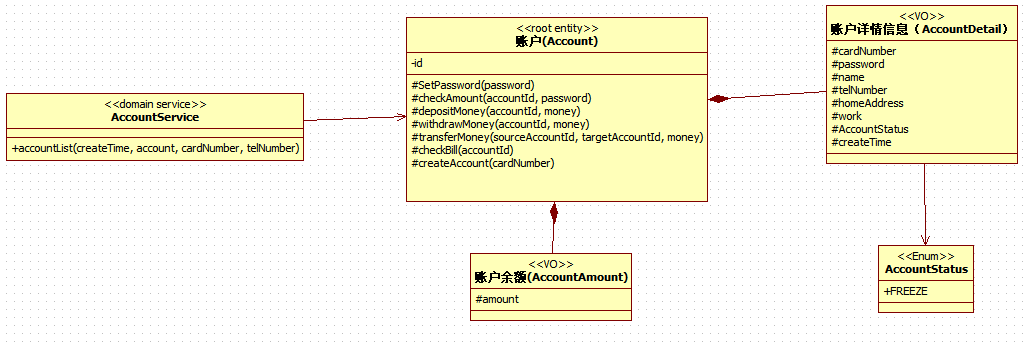 <<domain service>>
AccountService
+accountList(createTime, account, cardNumber, telNumber)
<<root entity>>
账户(Account)
-id
#SetPassword(password)
#checkAmount(accountId, password)
#depositMoney(accountId, money)
#withdrawMoney(accountId, money)
#transferMoney(sourceAccountId, targetAccountId, money)
#checkBill(accountId)
#createAccount(cardNumber)
<<VO>>
账户详情信息（AccountDetail）
#cardNumber
#password
#name
#telNumber
#homeAddress
#work
#AccountStatus
#createTime
<<VO>>
账户余额(AccountAmount)
#amount
<<Enum>>
AccountStatus
+FREEZE